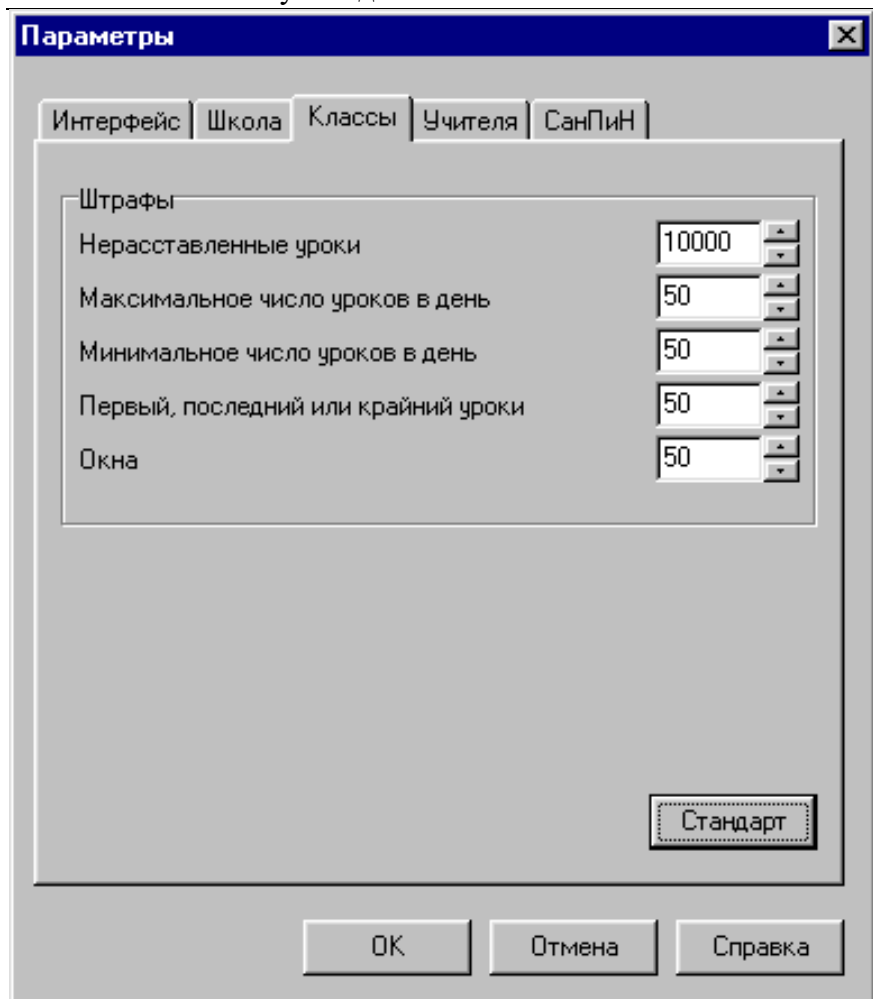 Параметры
Интерфейс Школа Классы Учителя СанПиН
Штрафы
Нерасставленные уроки 10000
Максимальное число уроков в день 50
Минимальное число уроков в день 50
Первый, последний или крайний уроки 50
Окна 50
Стандарт
OK Отмена Справка